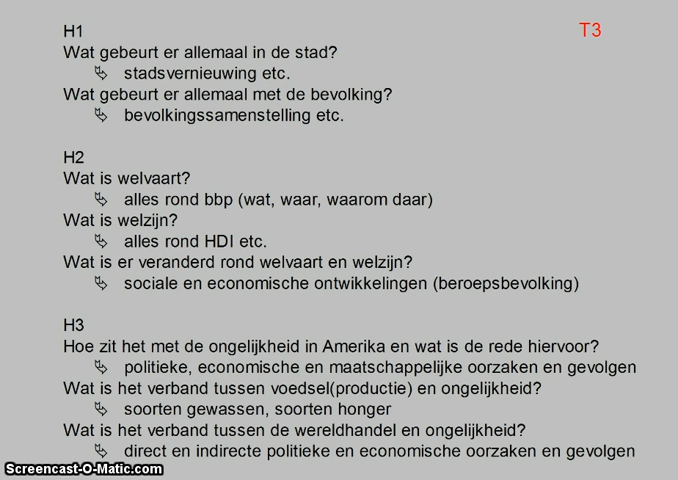 H1
T3
Wat gebeurt er allemaal in de stad?
stadsvernieuwing etc.
Wat gebeurt er allemaal met de bevolking?
bevolkingssamenstelling etc.
H2
Wat is welvaart?
alles rond bbp (wat, waar, waarom daar)
Wat is welzijn?
alles rond HDI etc.
Wat is er veranderd rond welvaart en welzijn?
sociale en economische ontwikkelingen (beroepsbevolking)
H3
Hoe zit het met de ongelijkheid in Amerika en wat is de rede hiervoor?
politieke, economische en maatschappelijke oorzaken en gevolgen
Wat is het verband tussen voedsel(productie) en ongelijkheid?
soorten gewassen, soorten honger
Wat is het verband tussen de wereldhandel en ongelijkheid?
direct en indirecte politieke en economische oorzaken en gevolgen
Screencast-O-Matic.com